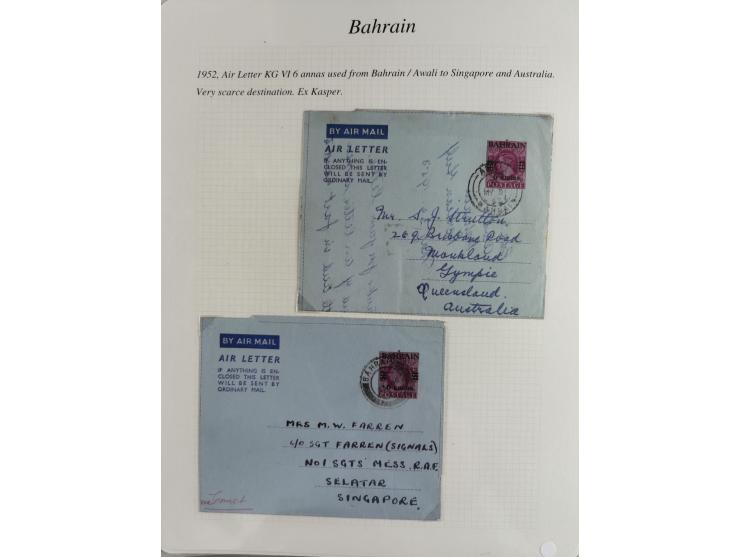 Bahrain
1952, Air Letter KG VI 6 annas used from Bahrain / Awali to Singapore and Australia.
Very scarce destination. Ex Kasper.
BY AIR MAIL
AIR LETTER
IF ANYTHING IS EN-
CLOSED THIS LETTER
WILL BE SENT BY
ORDINARY MAIL.
BAHRAIN
POSTAGE
BAHRAIN
Mr. S. J. Strutton
269 Brisbane Road
Monkland
Gympie
Queensland.
Australia
BY AIR MAIL
AIR LETTER
IF ANYTHING IS EN-
CLOSED THIS LETTER
WILL BE SENT BY
ORDINARY MAIL.
BAHRAIN
POSTAGE
BAHRAIN
MRS M.W. FARREN
C/O SGT FARREN (SIGNALS)
NO1 SGTS' MESS, R.A.F.
SELATAR
SINGAPORE.